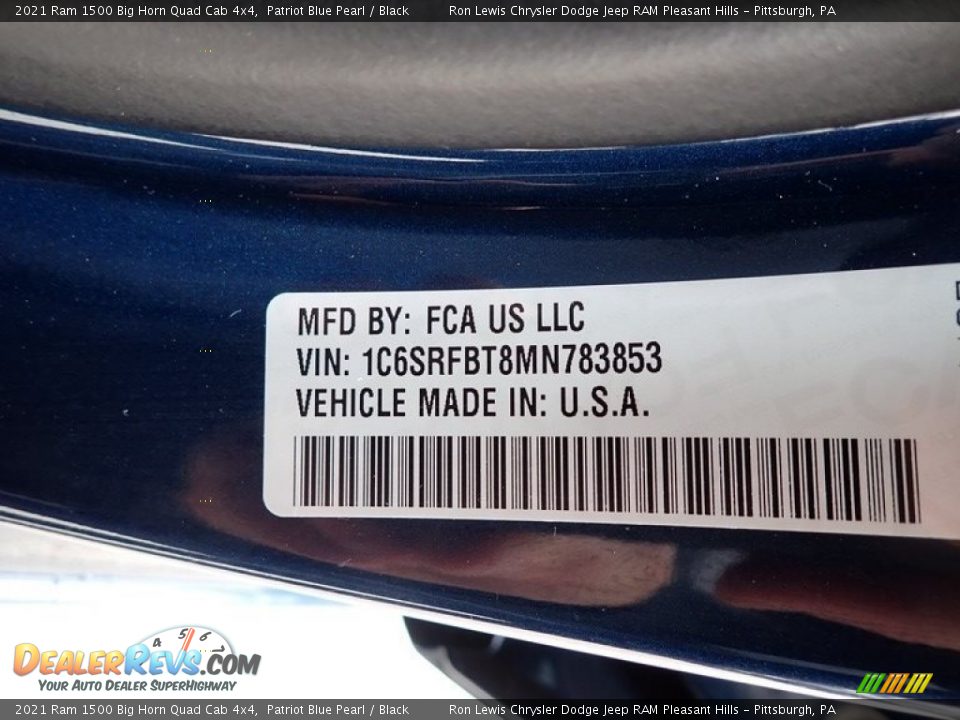 2021 Ram 1500 Big Horn Quad Cab 4x4, Patriot Blue Pearl / Black Ron Lewis Chrysler Dodge Jeep RAM Pleasant Hills - Pittsburgh, PA
MFD BY: FCA US LLC
VIN: 1C6SRFBT8MN783853
VEHICLE MADE IN: U.S.A.
4 5 6
DEALERREVS.COM
YOUR AUTO DEALER SUPERHIGHWAY
2021 Ram 1500 Big Horn Quad Cab 4x4, Patriot Blue Pearl / Black Ron Lewis Chrysler Dodge Jeep RAM Pleasant Hills - Pittsburgh, PA